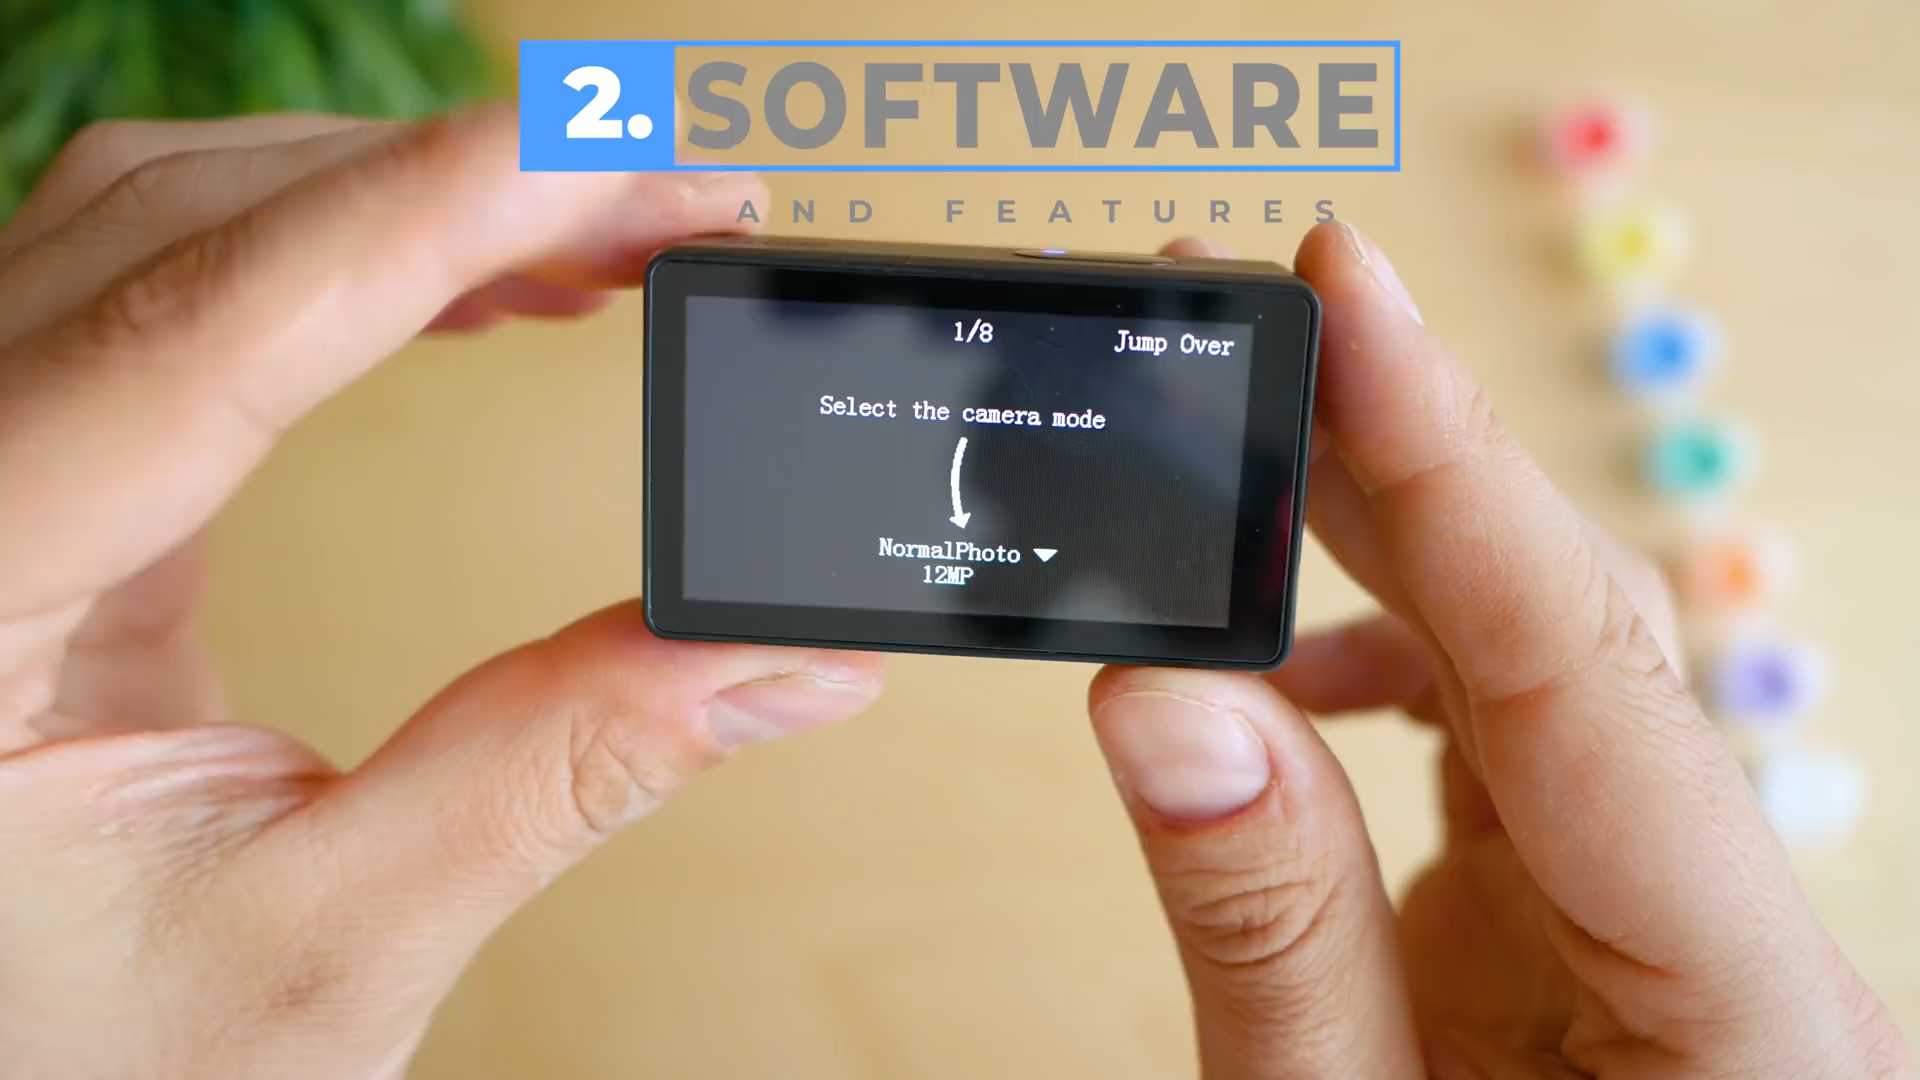 2. SOFTWARE
AND FEATURES
1/8
Jump Over
Select the camera mode
NormalPhoto
12MP